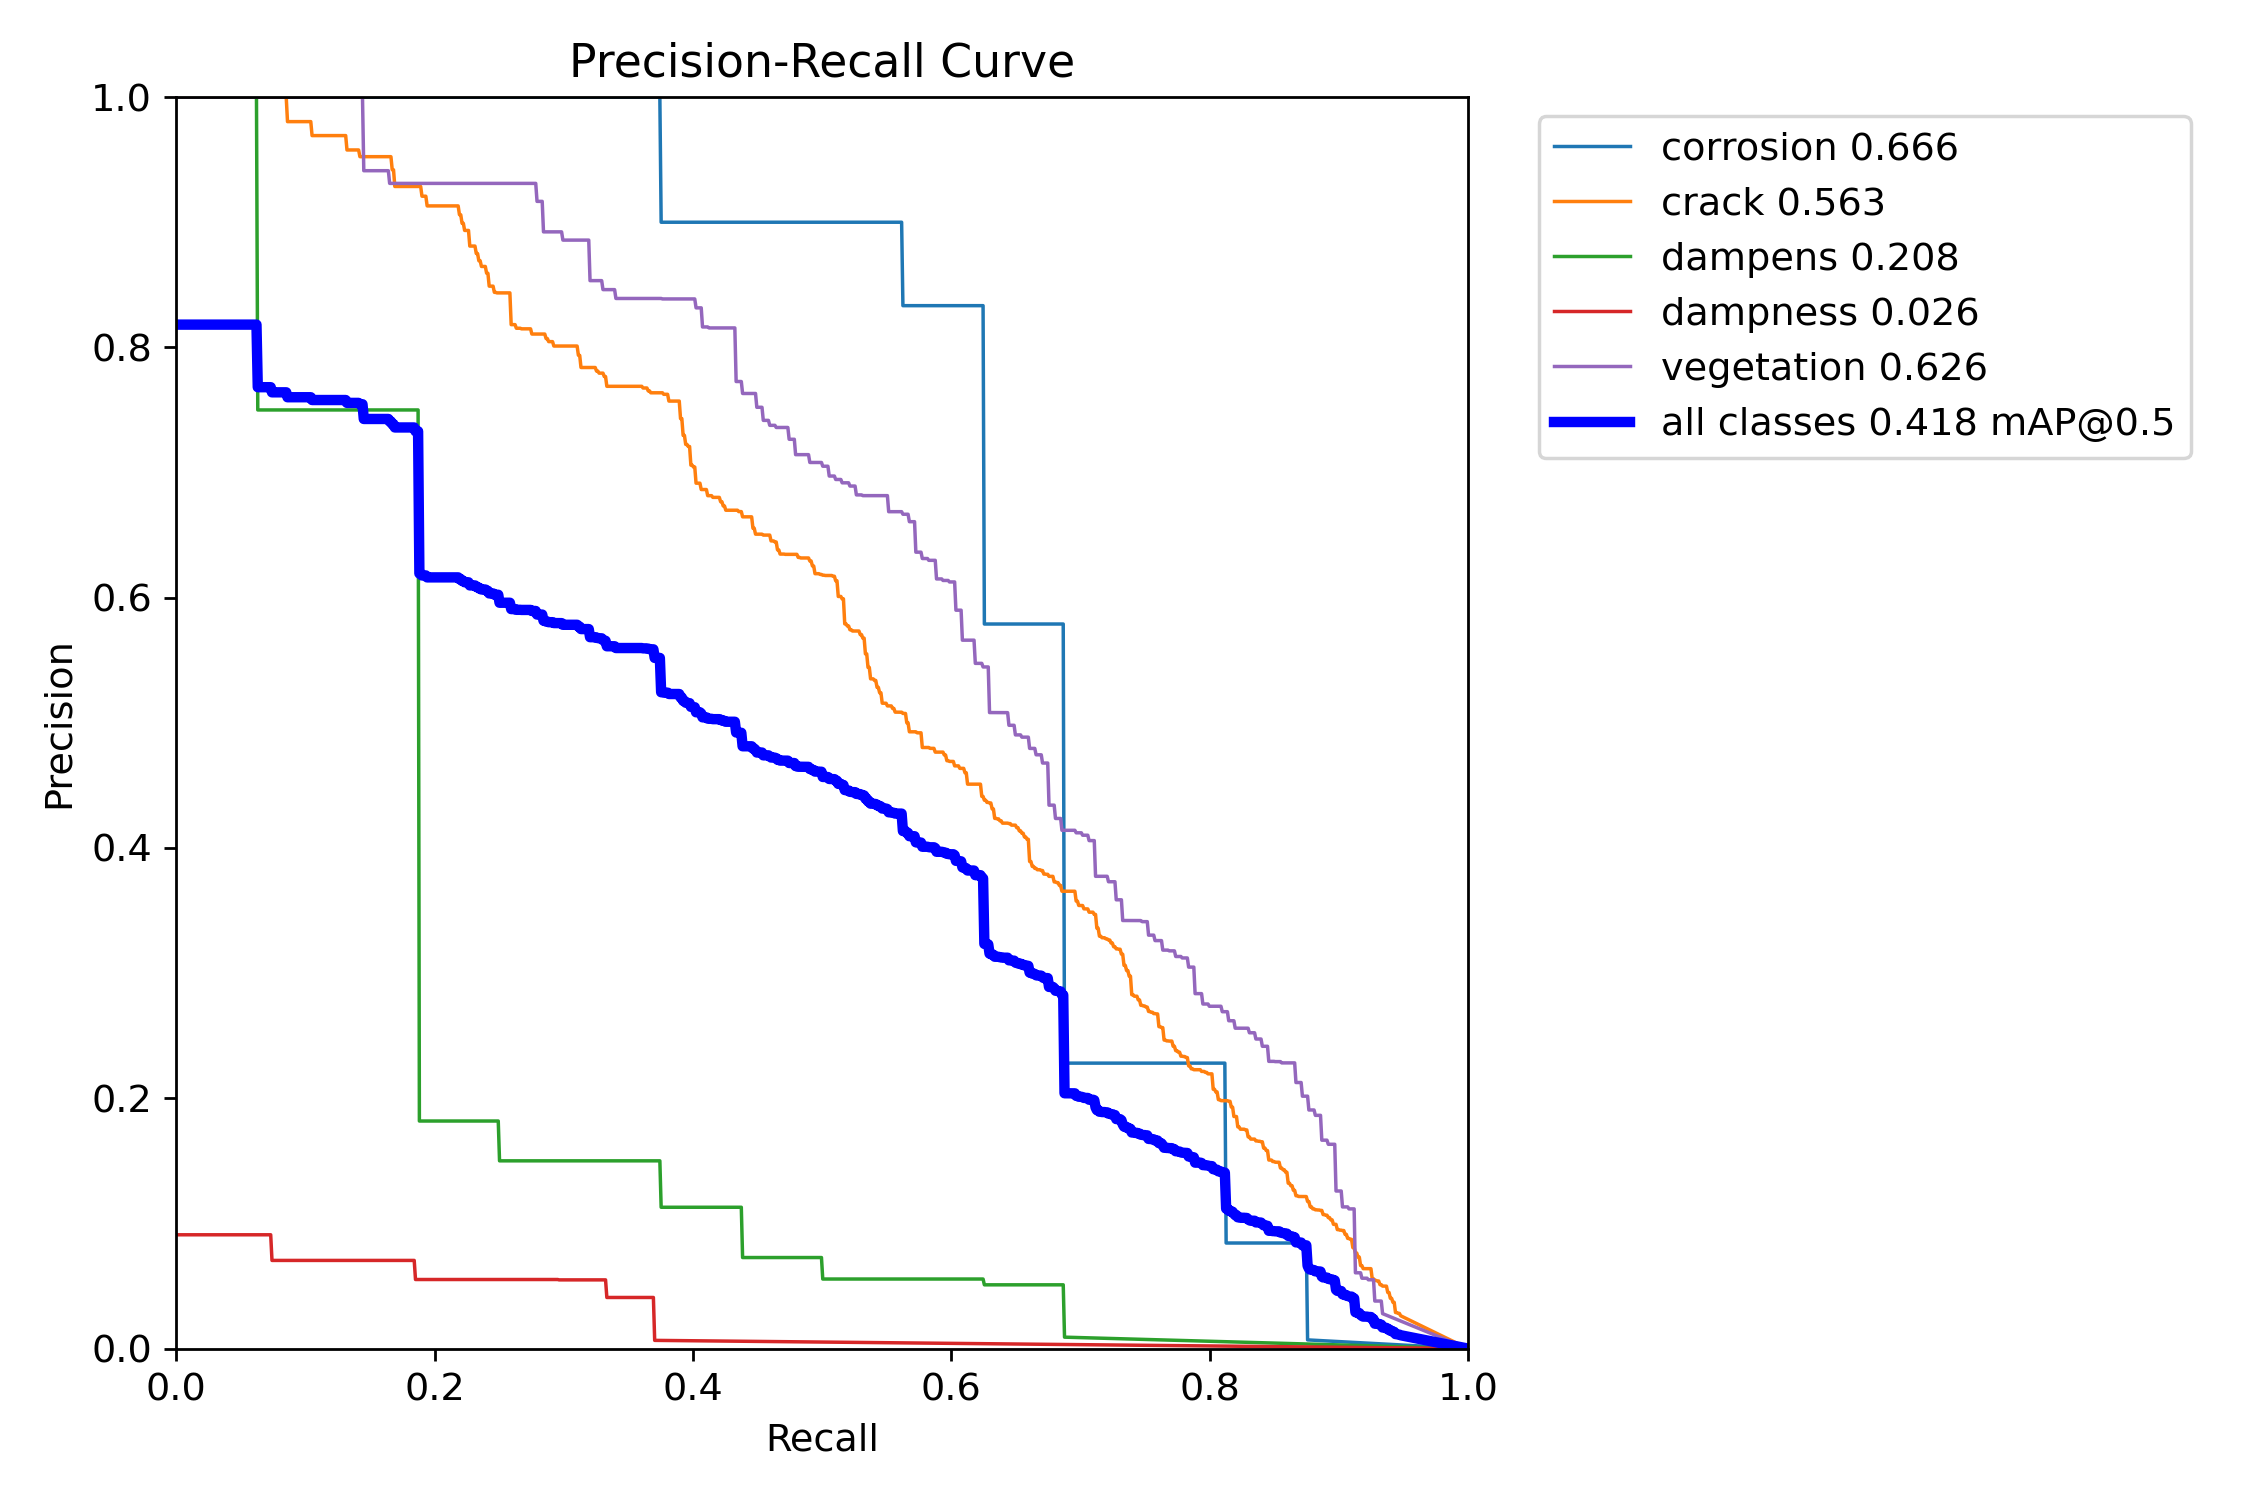 Precision-Recall Curve
1.0
0.8
0.6
0.4
0.2
0.0
Precision
0.0 0.2 0.4 0.6 0.8 1.0
Recall
corrosion 0.666
crack 0.563
dampens 0.208
dampness 0.026
vegetation 0.626
all classes 0.418 mAP@0.5